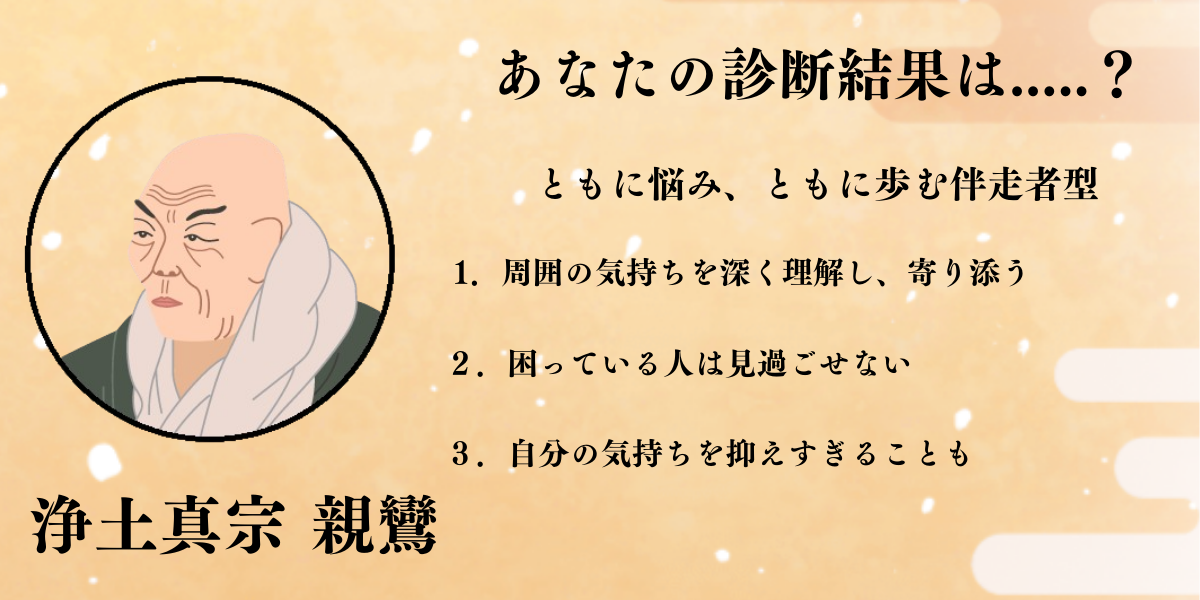 あなたの診断結果は.....？
ともに悩み、ともに歩む伴走者型
1. 周囲の気持ちを深く理解し、寄り添う
2. 困っている人は見過ごせない
3. 自分の気持ちを抑えすぎることも
浄土真宗 親鸞